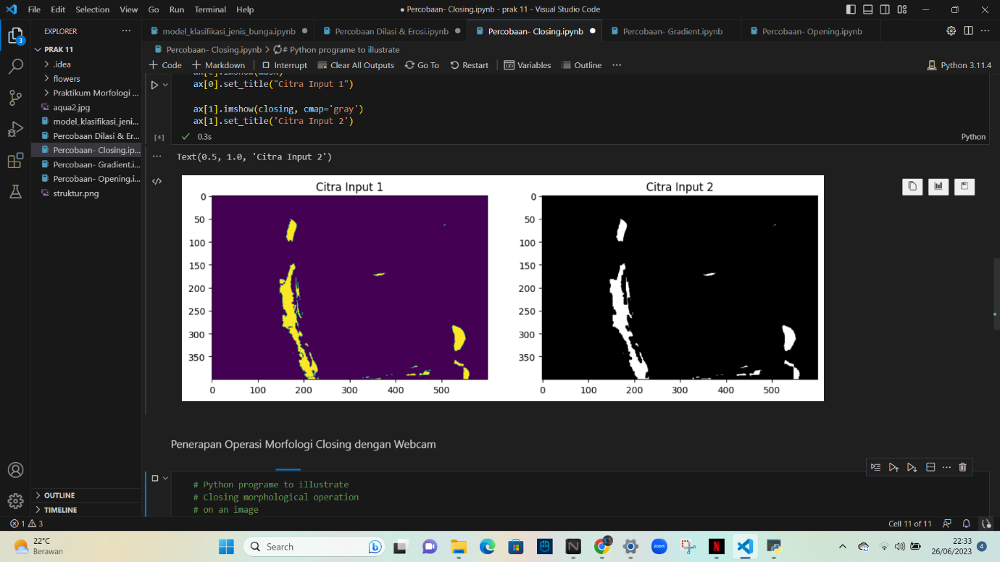 File Edit Selection View Go Run Terminal Help
● Percobaan- Closing.ipynb - prak 11 - Visual Studio Code
3
EXPLORER
PRAK 11
.idea
flowers
Praktikum Morfologi ...
aqua2.jpg
model_klasifikasi_jeni...
Percobaan Dilasi & Er...
Percobaan- Closing.ip...
Percobaan- Gradient.i...
Percobaan- Opening.i...
struktur.png
OUTLINE
TIMELINE
model_klasifikasi_jenis_bunga.ipynb
Percobaan Dilasi & Erosi.ipynb
Percobaan- Closing.ipynb
Percobaan- Gradient.ipynb
Percobaan- Opening.ipynb
Percobaan- Closing.ipynb > # Python programe to illustrate
+ Code + Markdown Interrupt Clear All Outputs Go To Restart Variables Outline ...
Python 3.11.4
ax[0].imshow(mask)
ax[0].set_title("Citra Input 1")
ax[1].imshow(closing, cmap='gray')
ax[1].set_title('Citra Input 2')
[4] 0.3s
Python
Text(0.5, 1.0, 'Citra Input 2')
Citra Input 1
0
50
100
150
200
250
300
350
0 100 200 300 400 500
Citra Input 2
0
50
100
150
200
250
300
350
0 100 200 300 400 500
Penerapan Operasi Morfologi Closing dengan Webcam
# Python programe to illustrate
# Closing morphological operation
# on an image
1 3
Cell 11 of 11
22°C
Berawan
Search
zoom
N
22:33
26/06/2023
4